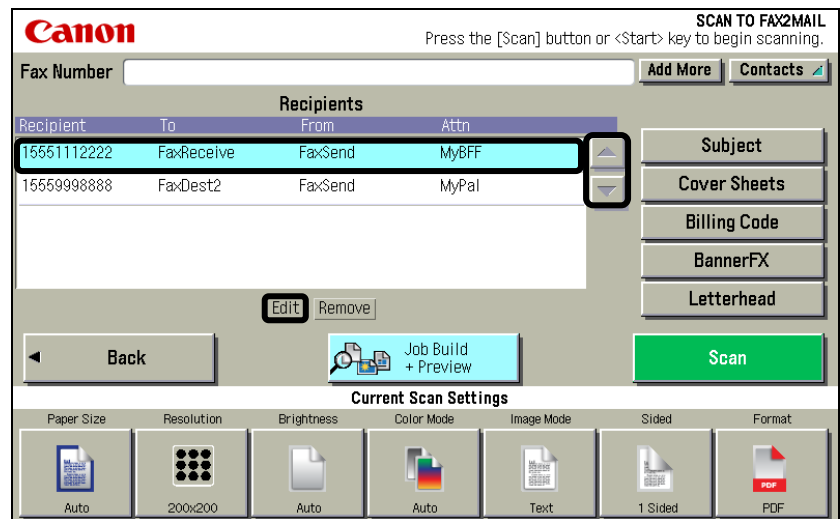 Canon
SCAN TO FAX2MAIL
Press the [Scan] button or <Start> key to begin scanning.
Fax Number
Add More
Contacts
Recipients
Recipient To From Attn
15551112222 FaxReceive FaxSend MyBFF
15559998888 FaxDest2 FaxSend MyPal
Edit Remove
Subject
Cover Sheets
Billing Code
BannerFX
Letterhead
Back
Job Build
+ Preview
Scan
Current Scan Settings
Paper Size Resolution Brightness Color Mode Image Mode Sided Format
PDF
Auto 200x200 Auto Auto Text 1 Sided PDF